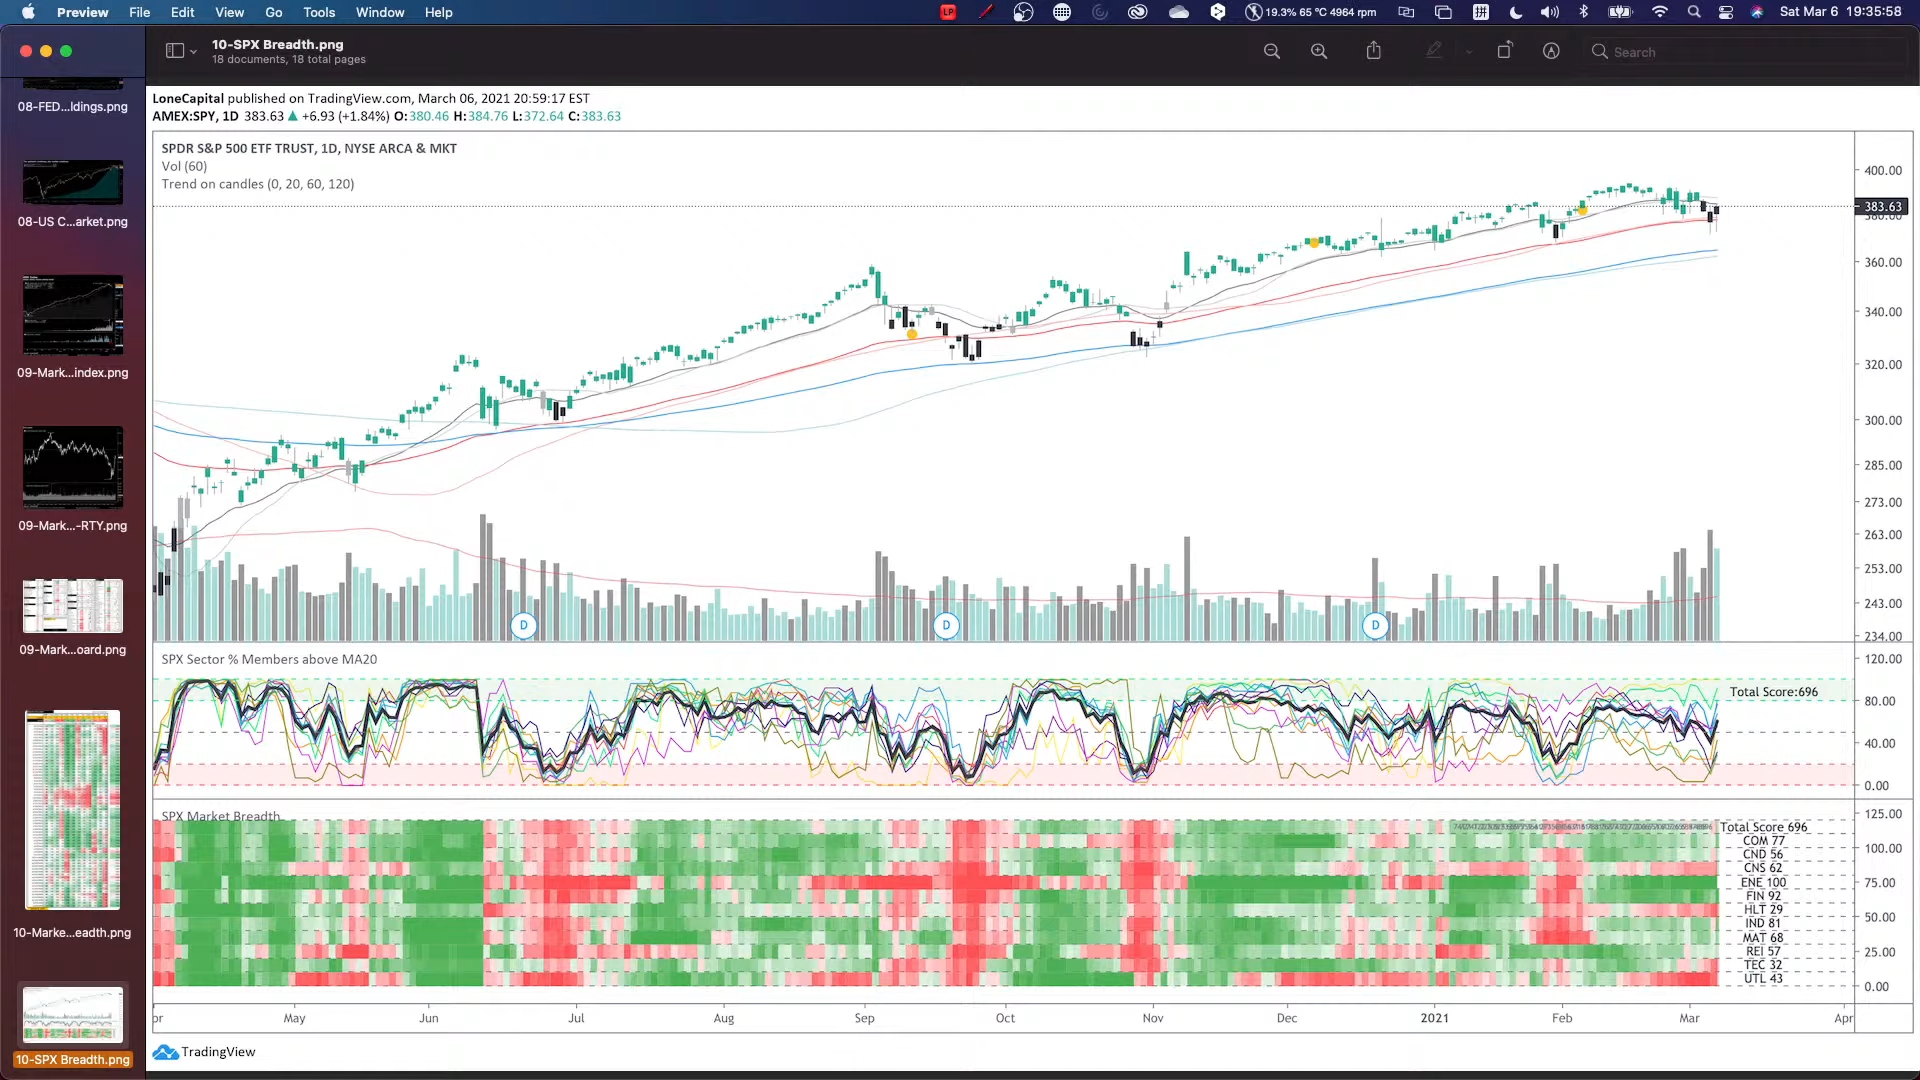 Preview File Edit View Go Tools Window Help
LP
19.3% 65 °C 4964 rpm
拼
Sat Mar 6 19:35:58
10-SPX Breadth.png
18 documents, 18 total pages
Search
08-FED...ldings.png
08-US C...arket.png
09-Mark...index.png
09-Mark...-RTY.png
09-Mark...oard.png
10-Marke...eadth.png
10-SPX Breadth.png
LoneCapital published on TradingView.com, March 06, 2021 20:59:17 EST
AMEX:SPY, 1D 383.63 ▲ +6.93 (+1.84%) O:380.46 H:384.76 L:372.64 C:383.63
SPDR S&P 500 ETF TRUST, 1D, NYSE ARCA & MKT
Vol (60)
Trend on candles (0, 20, 60, 120)
400.00
383.63
380.00
360.00
340.00
320.00
300.00
285.00
273.00
263.00
253.00
243.00
234.00
D D D
SPX Sector % Members above MA20
Total Score:696
120.00
80.00
40.00
0.00
SPX Market Breadth
Total Score 696
COM 77
CND 56
CNS 62
ENE 100
FIN 92
HLT 29
IND 81
MAT 68
REI 57
TEC 32
UTL 43
125.00
100.00
75.00
50.00
25.00
0.00
pr May Jun Jul Aug Sep Oct Nov Dec 2021 Feb Mar Apr
TradingView